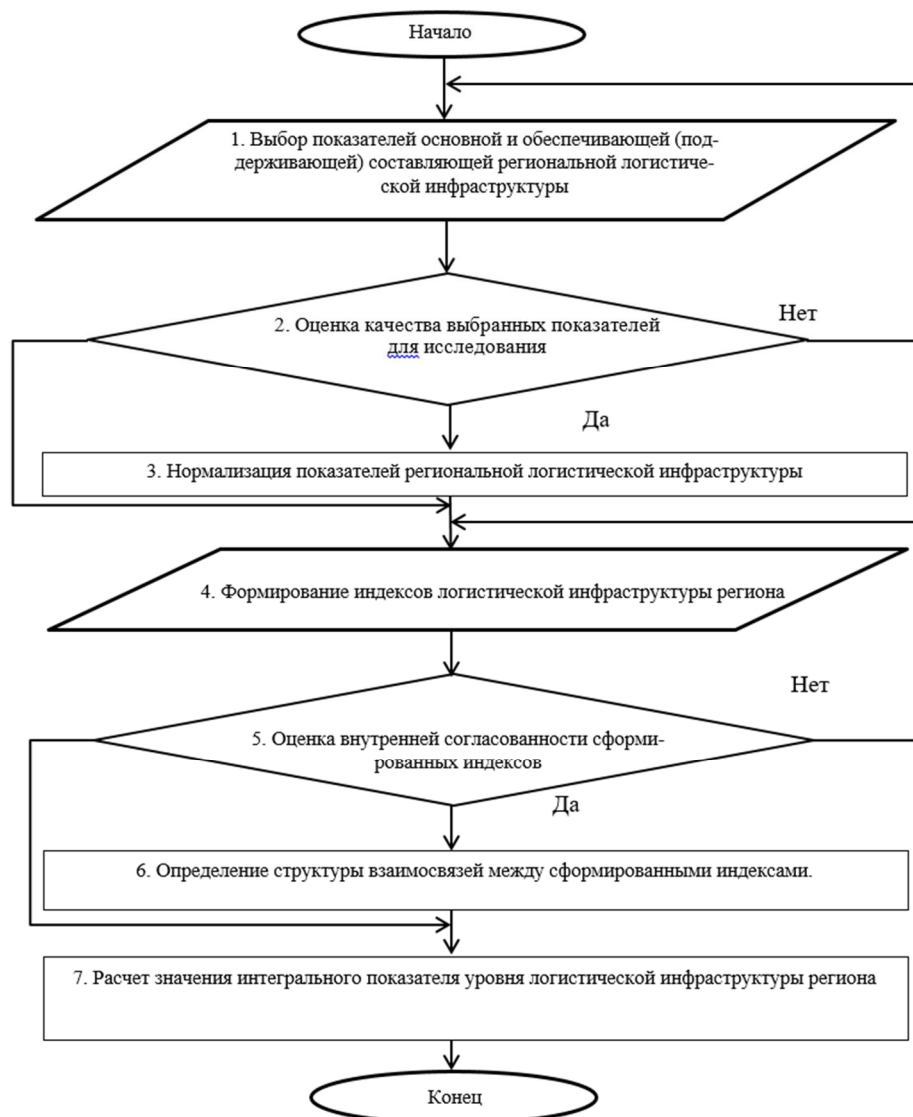 Начало
1. Выбор показателей основной и обеспечивающей (под-
держивающей) составляющей региональной логистиче-
ской инфраструктуры
2. Оценка качества выбранных показателей
для исследования
Нет
Да
3. Нормализация показателей региональной логистической инфраструктуры
4. Формирование индексов логистической инфраструктуры региона
Нет
5. Оценка внутренней согласованности сформи-
рованных индексов
Да
6. Определение структуры взаимосвязей между сформированными индексами.
7. Расчет значения интегрального показателя уровня логистической инфраструктуры региона
Конец